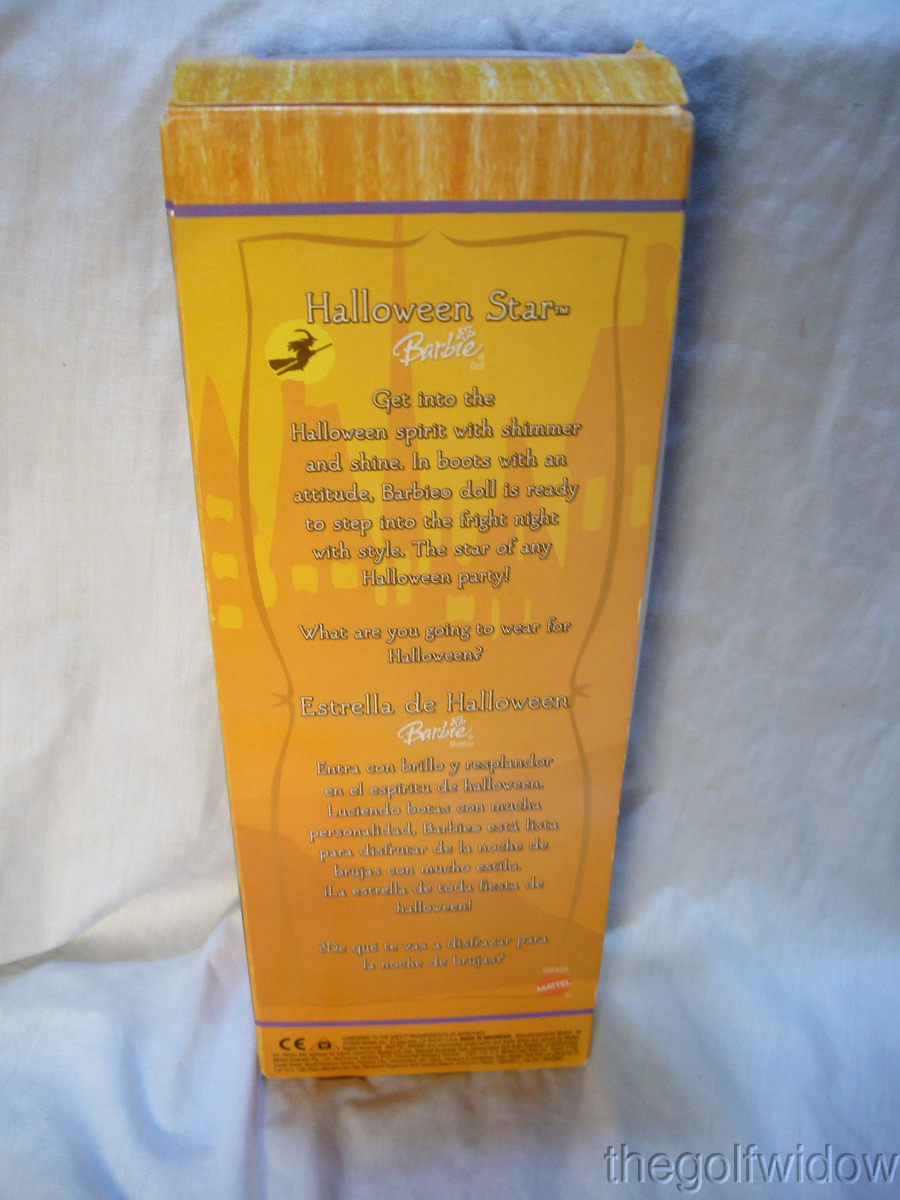 Halloween Star™
Barbie®
Doll
Get into the
Halloween spirit with shimmer
and shine. In boots with an
attitude, Barbie® doll is ready
to step into the fright night
with style. The star of any
Halloween party!
What are you going to wear for
Halloween?
Estrella de Halloween
Barbie®
Muñeca
Entra con brillo y resplandor
en el espíritu de halloween.
Luciendo botas con mucha
personalidad, Barbie® está lista
para disfrutar de la noche de
brujas con mucho estilo.
¡La estrella de toda fiesta de
halloween!
¿De qué te vas a disfrazar para
la noche de brujas?
MATTEL
CE
thegolfwidow